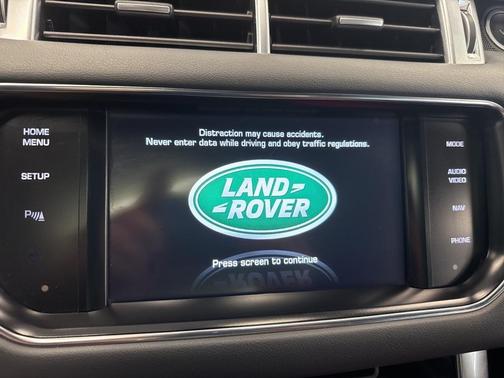 HOME
MENU
SETUP
P
Distraction may cause accidents.
Never enter data while driving and obey traffic regulations.
LAND
ROVER
Press screen to continue
MODE
AUDIO
VIDEO
NAV
PHONE